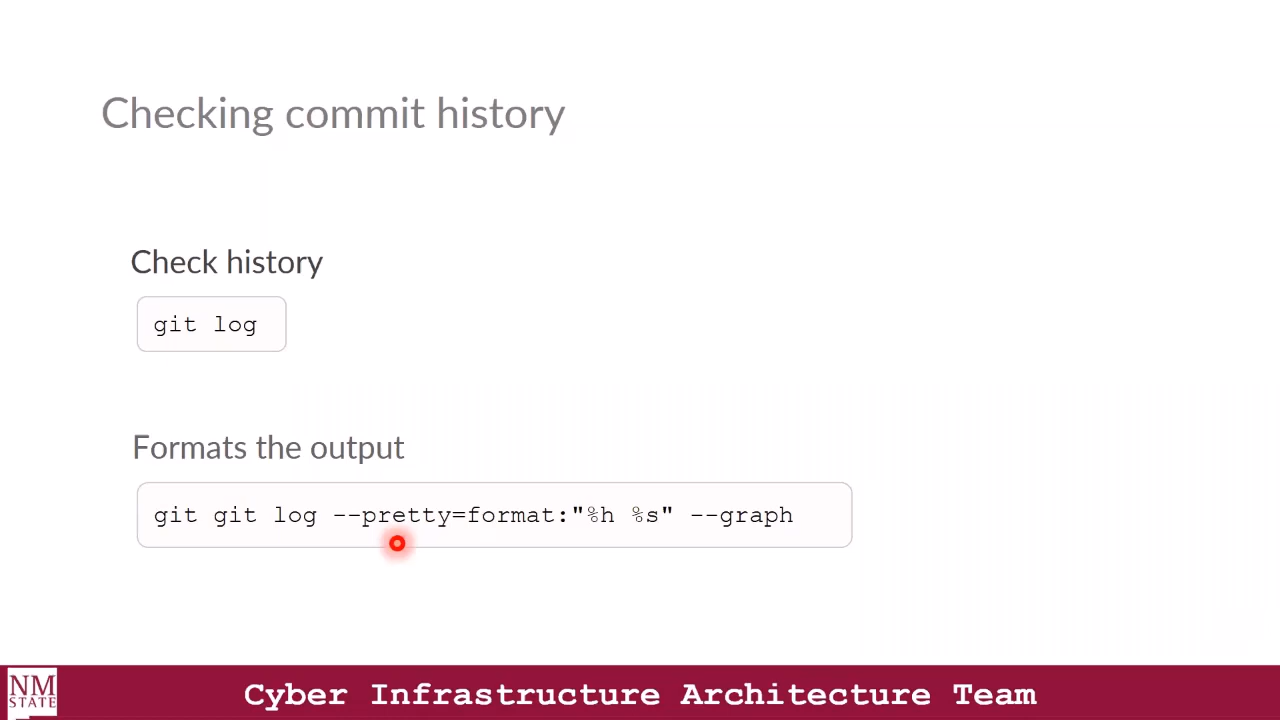 Checking commit history
Check history
git log
Formats the output
git git log --pretty=format:"%h %s" --graph
NM
STATE
Cyber Infrastructure Architecture Team